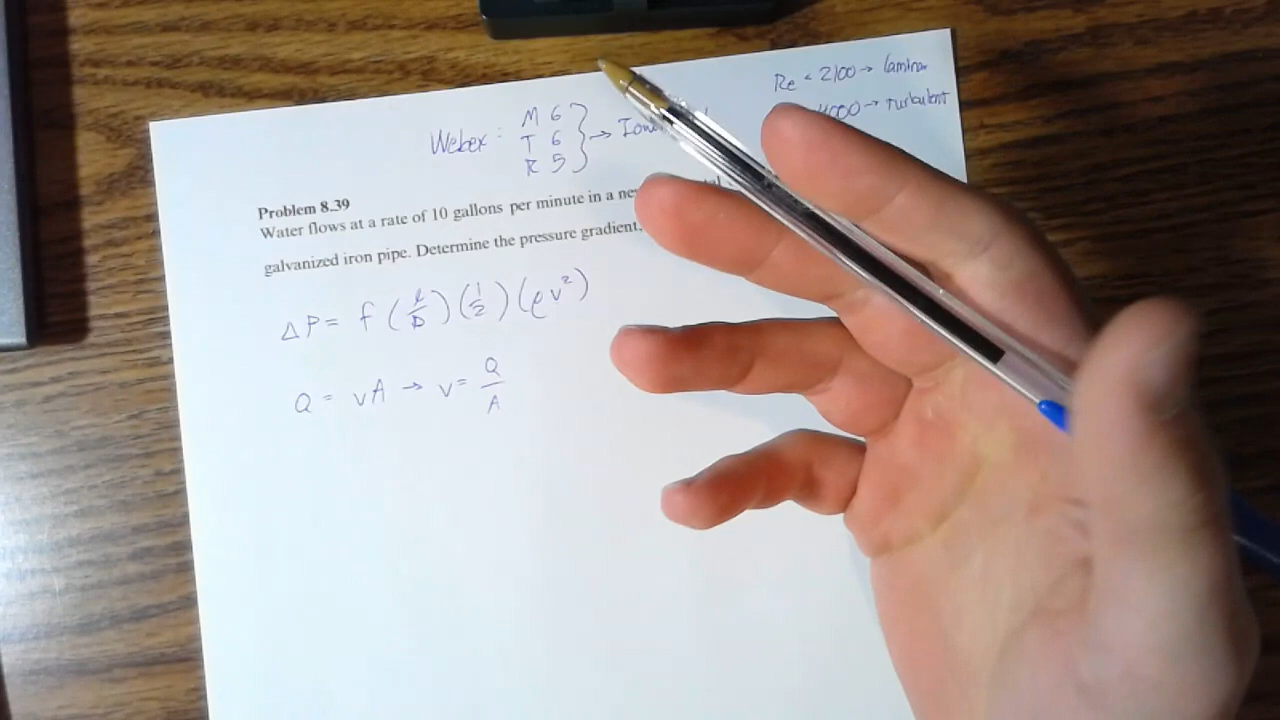 Re < 2100 → laminar
4000 → turbulent
Webex : M 6
T 6
R 5
→
Problem 8.39
Water flows at a rate of 10 gallons per minute in a
galvanized iron pipe. Determine the pressure gradient,
ΔP = f (ℓ/D) (1/2) (ρv²)
Q = vA → v = Q/A